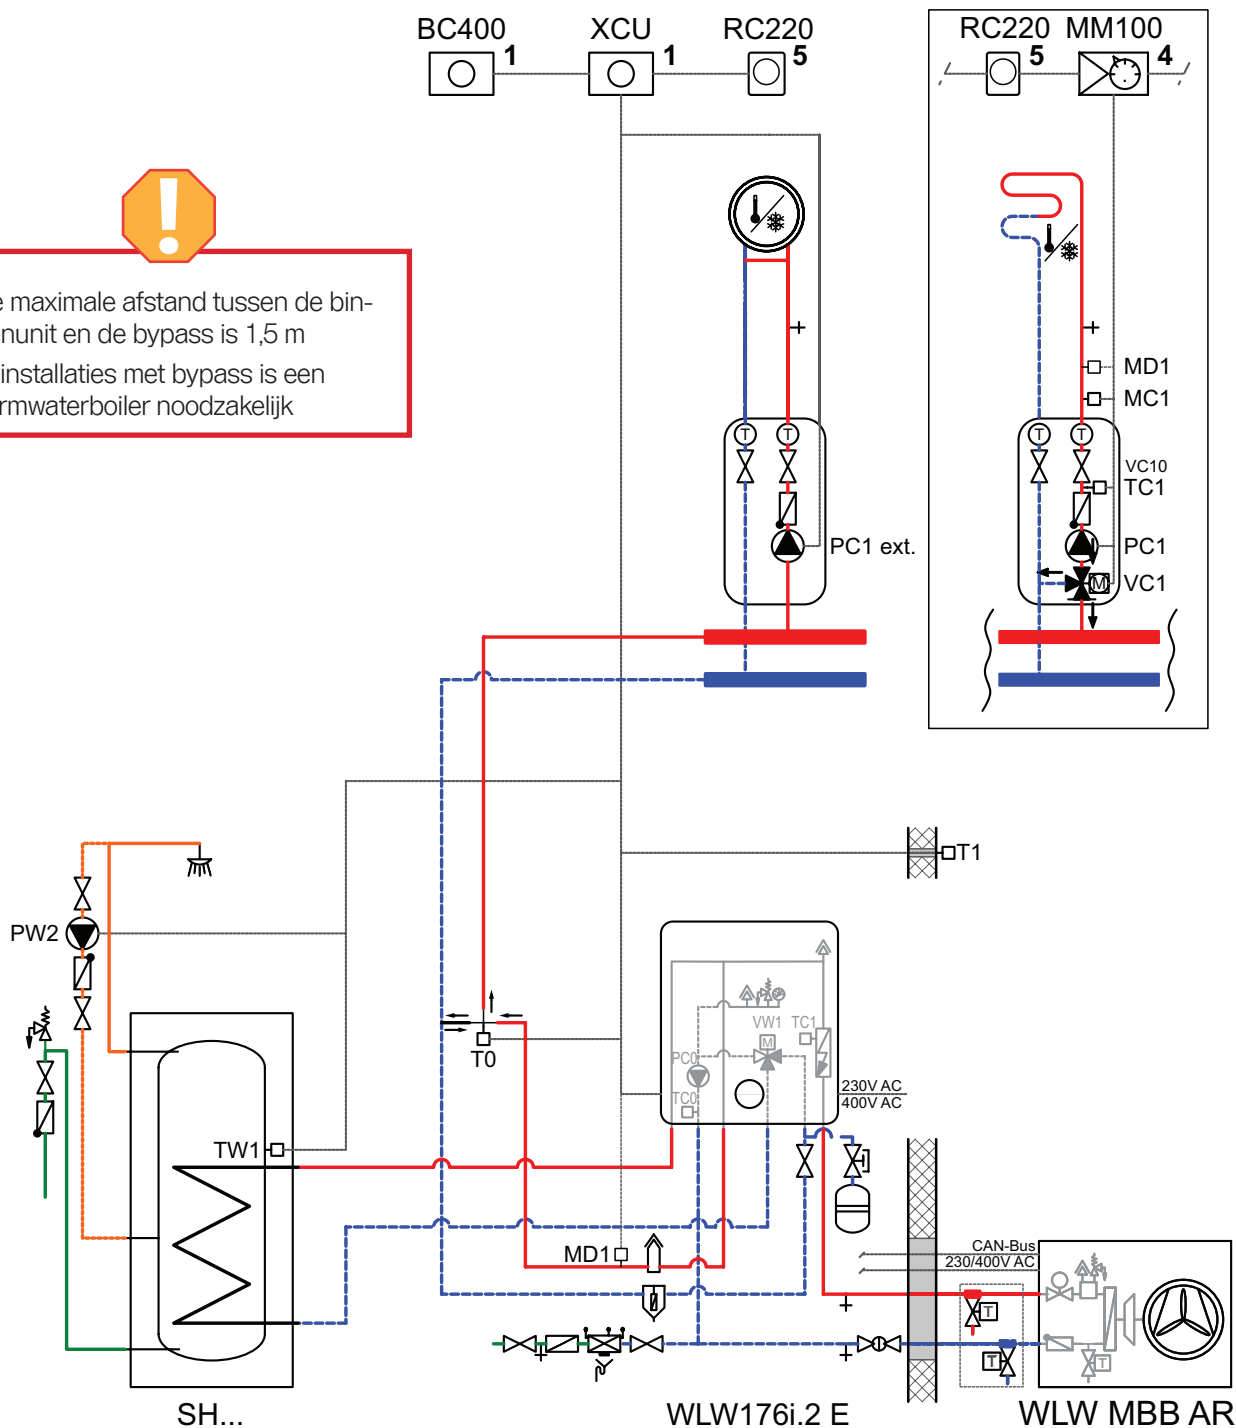 BC400 1
XCU 1
RC220 5
RC220 5
MM100 4
maximale afstand tussen de bin-
nunit en de bypass is 1,5 m
installaties met bypass is een
rmwaterboiler noodzakelijk
T T
PC1 ext.
MD1
MC1
T T
VC10
TC1
PC1
M VC1
T1
PW2
T0
VW1 TC1
M
PC0
TC0
230V AC
400V AC
TW1
MD1
CAN-Bus
230/400V AC
T
T
T
SH...
WLW176i.2 E
WLW MBB AR